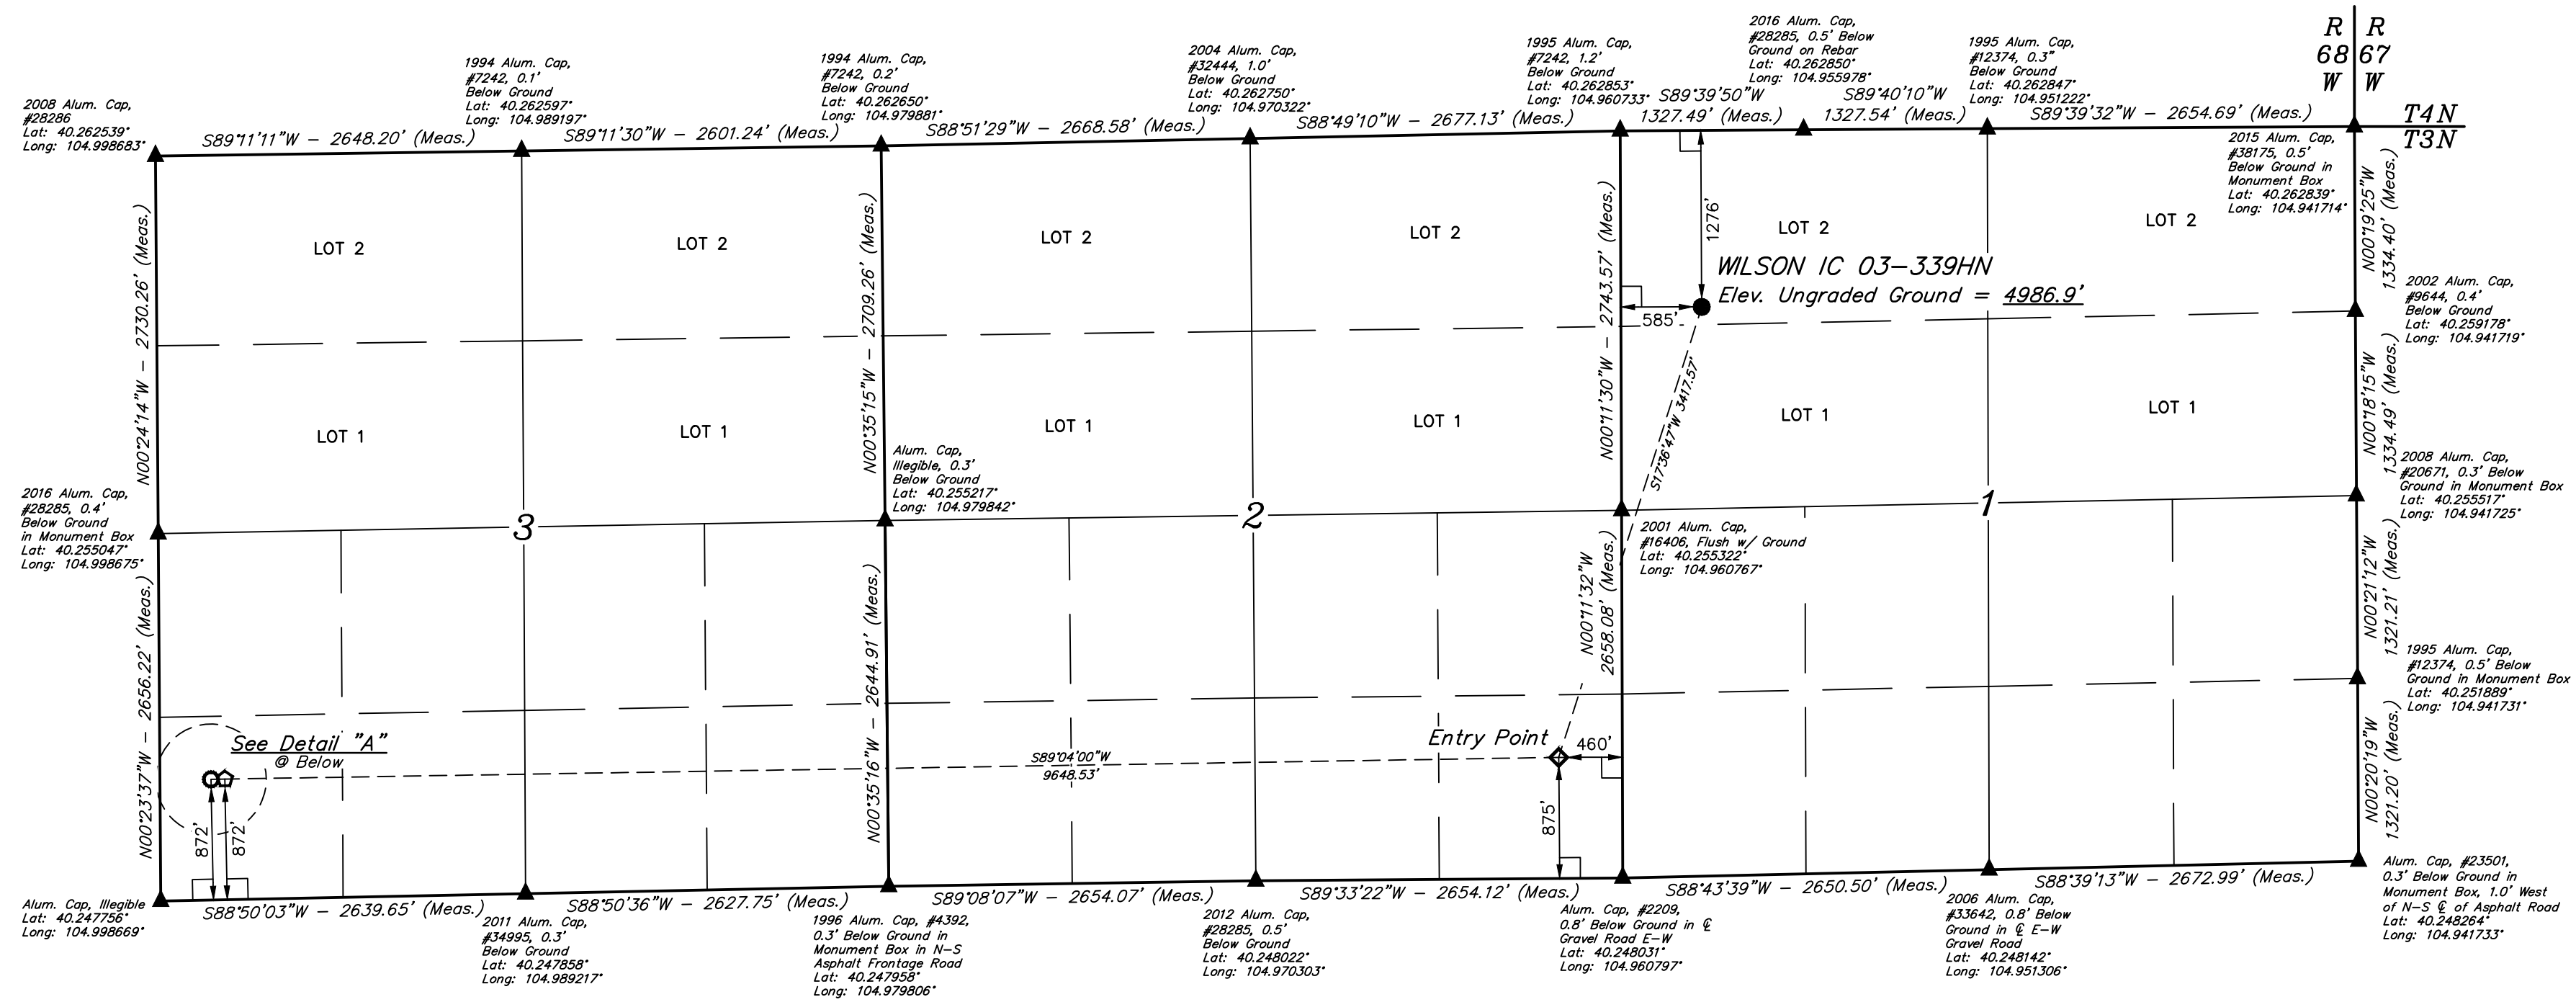 2008 Alum. Cap,
#28286
Lat: 40.262539°
Long: 104.998683°
1994 Alum. Cap,
#7242, 0.1'
Below Ground
Lat: 40.262597°
Long: 104.989197°
1994 Alum. Cap,
#7242, 0.2'
Below Ground
Lat: 40.262650°
Long: 104.979881°
2004 Alum. Cap,
#32444, 1.0'
Below Ground
Lat: 40.262750°
Long: 104.970322°
1995 Alum. Cap,
#7242, 1.2'
Below Ground
Lat: 40.262853°
Long: 104.960733°
2016 Alum. Cap,
#28285, 0.5' Below
Ground on Rebar
Lat: 40.262850°
Long: 104.955978°
1995 Alum. Cap,
#12374, 0.3"
Below Ground
Lat: 40.262847°
Long: 104.951222°
R R
68 67
W W
T4N
T3N
S89°11'11"W - 2648.20' (Meas.)
S89°11'30"W - 2601.24' (Meas.)
S88°51'29"W - 2668.58' (Meas.)
S88°49'10"W - 2677.13' (Meas.)
S89°39'50"W
1327.49' (Meas.)
S89°40'10"W
1327.54' (Meas.)
S89°39'32"W - 2654.69' (Meas.)
2015 Alum. Cap,
#38175, 0.5'
Below Ground in
Monument Box
Lat: 40.262839°
Long: 104.941714°
N00°24'14"W - 2730.26' (Meas.)
N00°35'15"W - 2709.26' (Meas.)
N00°11'30"W - 2743.57' (Meas.)
N00°19'25"W
1334.40' (Meas.)
LOT 2
LOT 2
LOT 2
LOT 2
LOT 2
LOT 2
1276'
WILSON IC 03-339HN
Elev. Ungraded Ground = 4986.9'
585'
S17°36'47"W 3417.57'
2002 Alum. Cap,
#9644, 0.4'
Below Ground
Lat: 40.259178°
Long: 104.941719°
N00°18'15"W
1334.49' (Meas.)
LOT 1
LOT 1
LOT 1
LOT 1
LOT 1
LOT 1
2016 Alum. Cap,
#28285, 0.4'
Below Ground
in Monument Box
Lat: 40.255047°
Long: 104.998675°
Alum. Cap,
Illegible, 0.3'
Below Ground
Lat: 40.255217°
Long: 104.979842°
2001 Alum. Cap,
#16406, Flush w/ Ground
Lat: 40.255322°
Long: 104.960767°
2008 Alum. Cap,
#20671, 0.3' Below
Ground in Monument Box
Lat: 40.255517°
Long: 104.941725°
3
2
1
N00°23'37"W - 2656.22' (Meas.)
N00°35'16"W - 2644.91' (Meas.)
N00°11'32"W
2658.08' (Meas.)
N00°21'12"W
1321.21' (Meas.)
1995 Alum. Cap,
#12374, 0.5' Below
Ground in Monument Box
Lat: 40.251889°
Long: 104.941731°
N00°20'19"W
1321.20' (Meas.)
See Detail "A"
@ Below
872'
872'
S89°04'00"W
9648.53'
Entry Point
460'
875'
Alum. Cap, Illegible
Lat: 40.247756°
Long: 104.998669°
S88°50'03"W - 2639.65' (Meas.)
S88°50'36"W - 2627.75' (Meas.)
S89°08'07"W - 2654.07' (Meas.)
S89°33'22"W - 2654.12' (Meas.)
S88°43'39"W - 2650.50' (Meas.)
S88°39'13"W - 2672.99' (Meas.)
2011 Alum. Cap,
#34995, 0.3'
Below Ground
Lat: 40.247858°
Long: 104.989217°
1996 Alum. Cap, #4392,
0.3' Below Ground in
Monument Box in N-S
Asphalt Frontage Road
Lat: 40.247958°
Long: 104.979806°
2012 Alum. Cap,
#28285, 0.5'
Below Ground
Lat: 40.248022°
Long: 104.970303°
Alum. Cap, #2209,
0.8' Below Ground in ℄
Gravel Road E-W
Lat: 40.248031°
Long: 104.960797°
2006 Alum. Cap,
#33642, 0.8' Below
Ground in ℄ E-W
Gravel Road
Lat: 40.248142°
Long: 104.951306°
Alum. Cap, #23501,
0.3' Below Ground in
Monument Box, 1.0' West
of N-S ℄ of Asphalt Road
Lat: 40.248264°
Long: 104.941733°